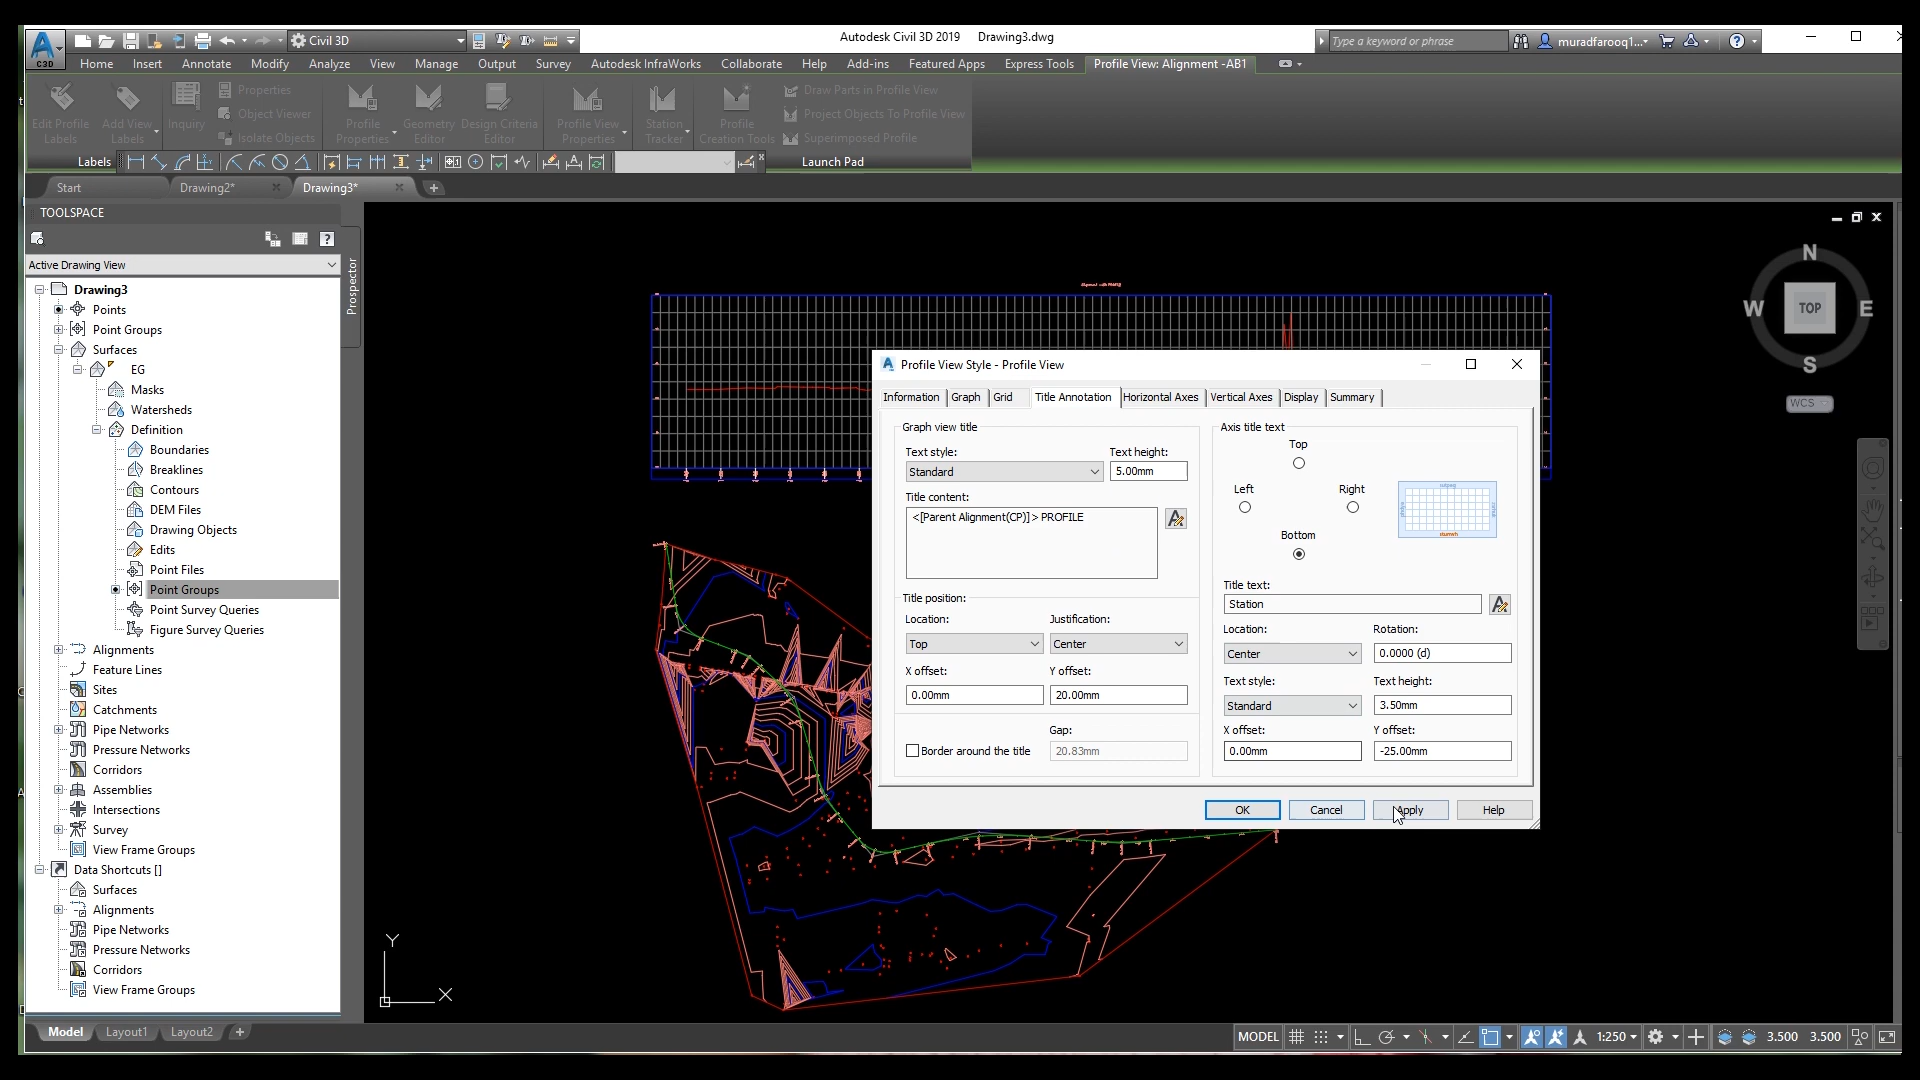 C3D
Civil 3D
Autodesk Civil 3D 2019 Drawing3.dwg
Type a keyword or phrase
muradfarooq1...
Home Insert Annotate Modify Analyze View Manage Output Survey Autodesk InfraWorks Collaborate Help Add-ins Featured Apps Express Tools Profile View: Alignment -AB1
Edit Profile Labels
Add View Labels
Inquiry
Properties
Object Viewer
Isolate Objects
Profile Properties
Geometry Editor
Design Criteria Editor
Profile View Properties
Station Tracker
Profile Creation Tools
Draw Parts in Profile View
Project Objects To Profile View
Superimposed Profile
Labels
Launch Pad
Start Drawing2* Drawing3*
TOOLSPACE
Active Drawing View
Prospector
Drawing3
Points
Point Groups
Surfaces
EG
Masks
Watersheds
Definition
Boundaries
Breaklines
Contours
DEM Files
Drawing Objects
Edits
Point Files
Point Groups
Point Survey Queries
Figure Survey Queries
Alignments
Feature Lines
Sites
Catchments
Pipe Networks
Pressure Networks
Corridors
Assemblies
Intersections
Survey
View Frame Groups
Data Shortcuts []
Surfaces
Alignments
Pipe Networks
Pressure Networks
Corridors
View Frame Groups
N
W TOP E
S
WCS
Profile View Style - Profile View
Information Graph Grid Title Annotation Horizontal Axes Vertical Axes Display Summary
Graph view title
Text style: Text height:
Standard 5.00mm
Title content:
<[Parent Alignment(CP)]> PROFILE
Title position:
Location: Justification:
Top Center
X offset: Y offset:
0.00mm 20.00mm
Gap:
Border around the title 20.83mm
Axis title text
Top
Left Right
Bottom
Title text:
Station
Location: Rotation:
Center 0.0000 (d)
Text style: Text height:
Standard 3.50mm
X offset: Y offset:
0.00mm -25.00mm
OK Cancel Apply Help
Y
X
Model Layout1 Layout2
MODEL 1:250 3.500 3.500